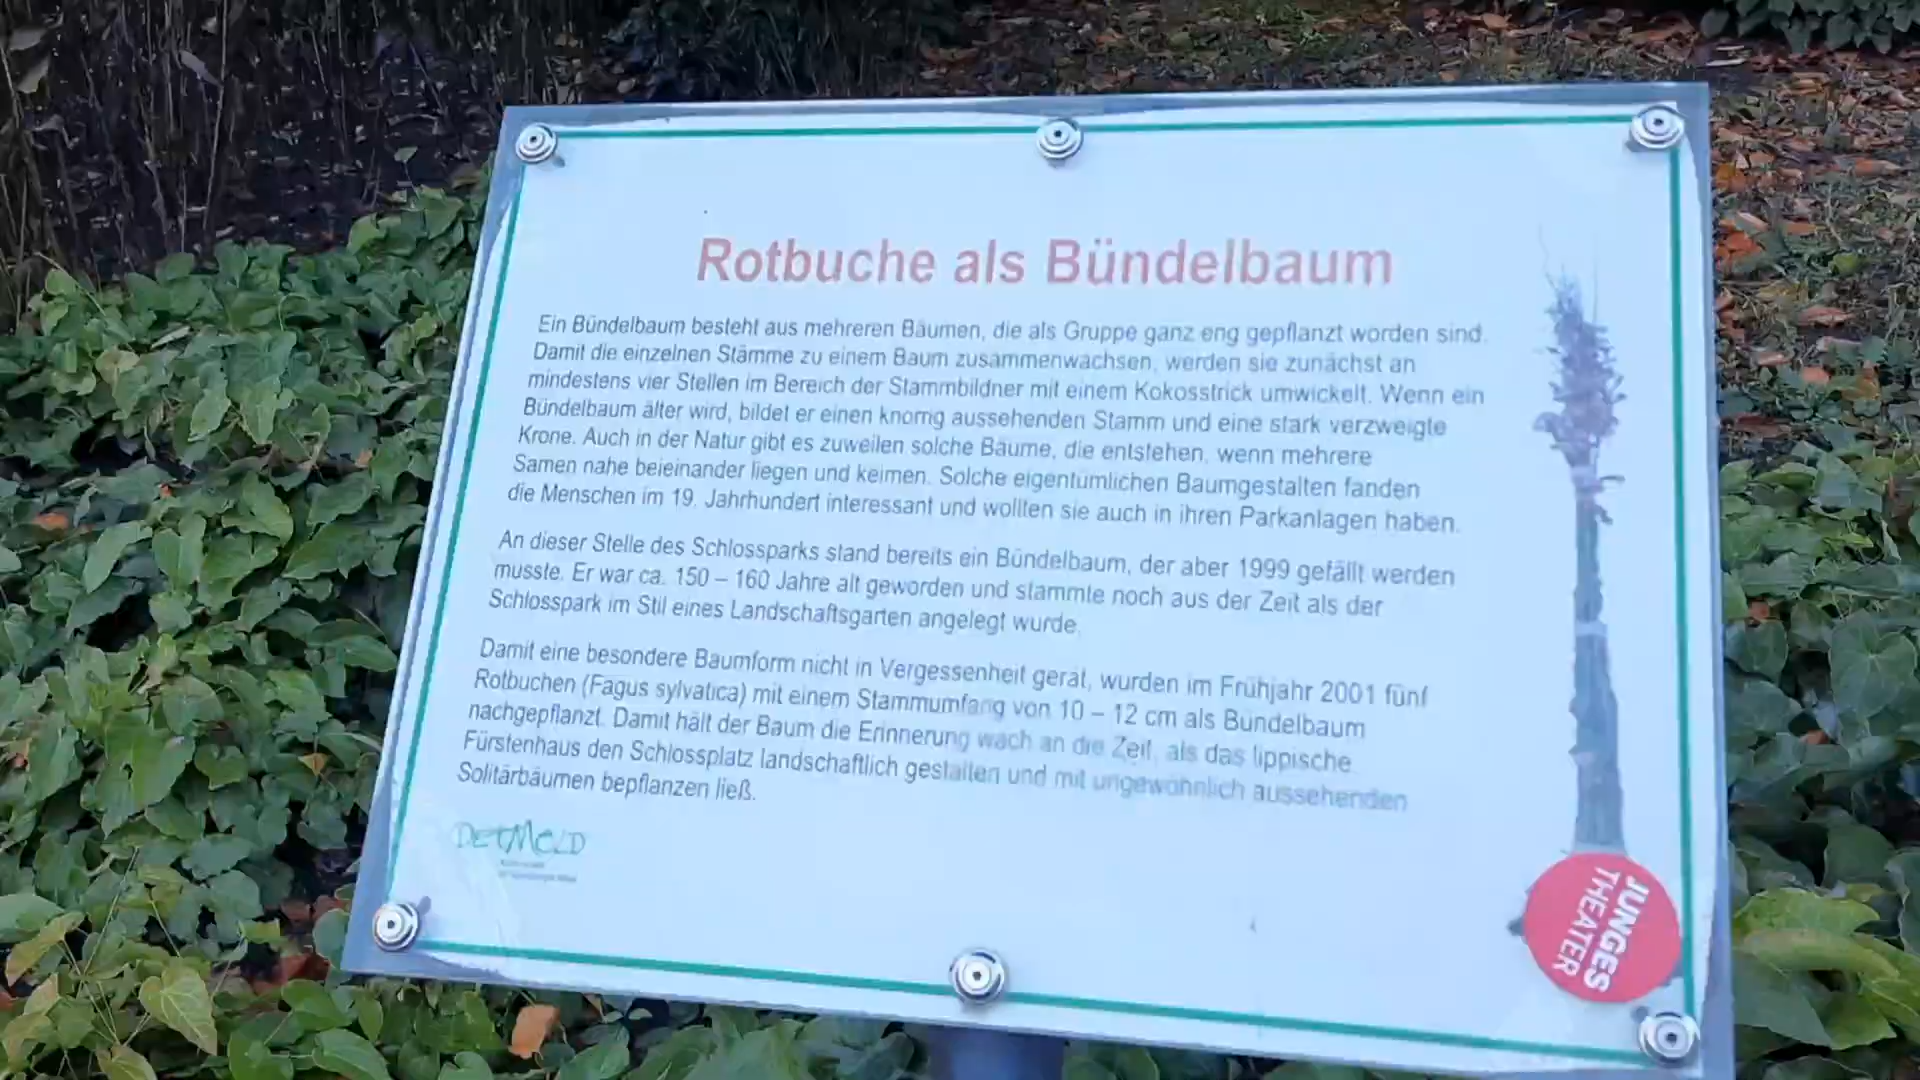 Rotbuche als Bündelbaum
Ein Bündelbaum besteht aus mehreren Bäumen, die als Gruppe ganz eng gepflanzt worden sind.
Damit die einzelnen Stämme zu einem Baum zusammenwachsen, werden sie zunächst an
mindestens vier Stellen im Bereich der Stammbildner mit einem Kokosstrick umwickelt. Wenn ein
Bündelbaum älter wird, bildet er einen knorrig aussehenden Stamm und eine stark verzweigte
Krone. Auch in der Natur gibt es zuweilen solche Bäume, die entstehen, wenn mehrere
Samen nahe beieinander liegen und keimen. Solche eigentümlichen Baumgestalten fanden
die Menschen im 19. Jahrhundert interessant und wollten sie auch in ihren Parkanlagen haben.
An dieser Stelle des Schlossparks stand bereits ein Bündelbaum, der aber 1999 gefällt werden
musste. Er war ca. 150 – 160 Jahre alt geworden und stammte noch aus der Zeit als der
Schlosspark im Stil eines Landschaftsgarten angelegt wurde.
Damit eine besondere Baumform nicht in Vergessenheit gerät, wurden im Frühjahr 2001 fünf
Rotbuchen (Fagus sylvatica) mit einem Stammumfang von 10 – 12 cm als Bündelbaum
nachgepflanzt. Damit hält der Baum die Erinnerung wach an die Zeit, als das lippische
Fürstenhaus den Schlossplatz landschaftlich gestalten und mit ungewöhnlich aussehenden
Solitärbäumen bepflanzen ließ.
DETMOLD
JUNGES
THEATER